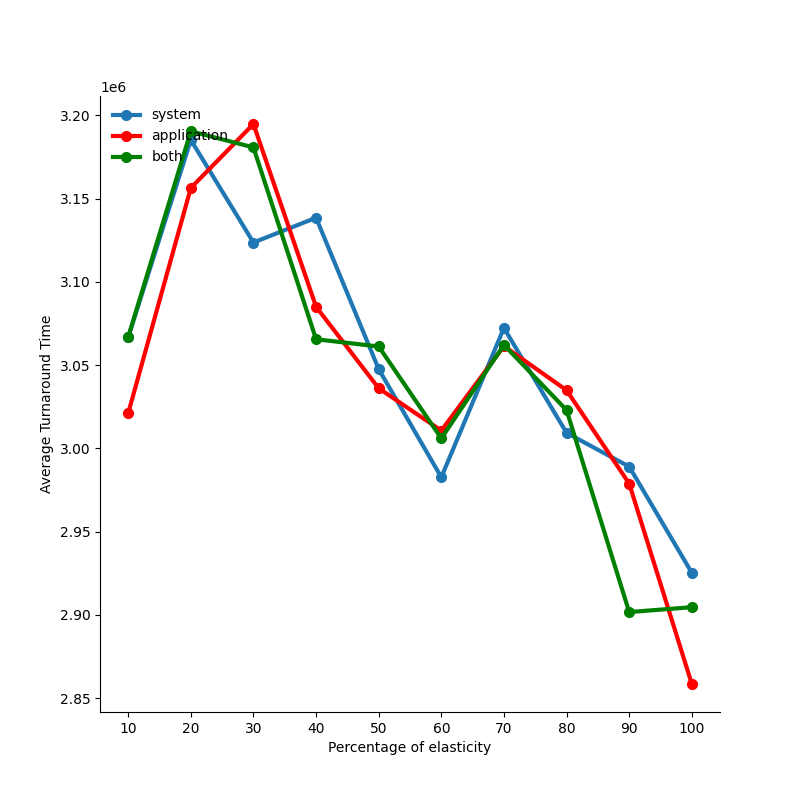 1e6
system
application
both
3.20
3.15
3.10
3.05
3.00
2.95
2.90
2.85
Average Turnaround Time
10 20 30 40 50 60 70 80 90 100
Percentage of elasticity